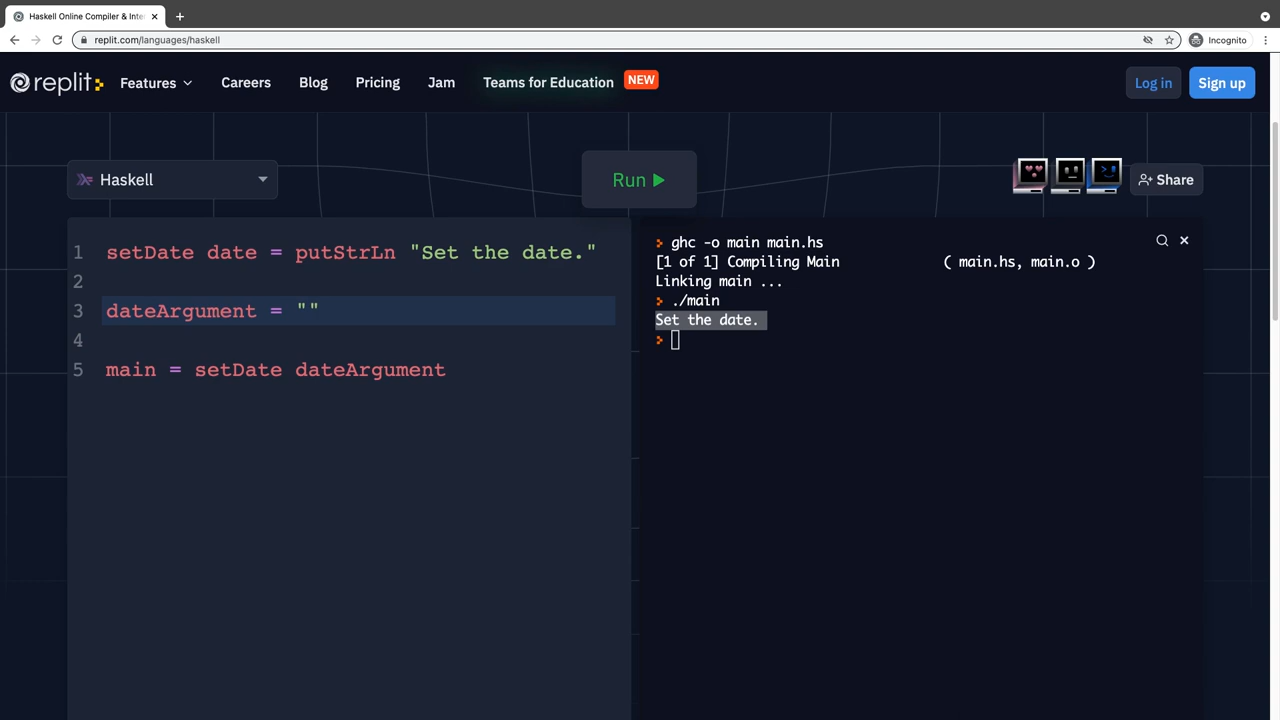 Haskell Online Compiler & Inte
replit.com/languages/haskell
Incognito
replit
Features
Careers
Blog
Pricing
Jam
Teams for Education
NEW
Log in
Sign up
Haskell
Run
Share
1 setDate date = putStrLn "Set the date."
2
3 dateArgument = ""
4
5 main = setDate dateArgument
ghc -o main main.hs
[1 of 1] Compiling Main ( main.hs, main.o )
Linking main ...
./main
Set the date.